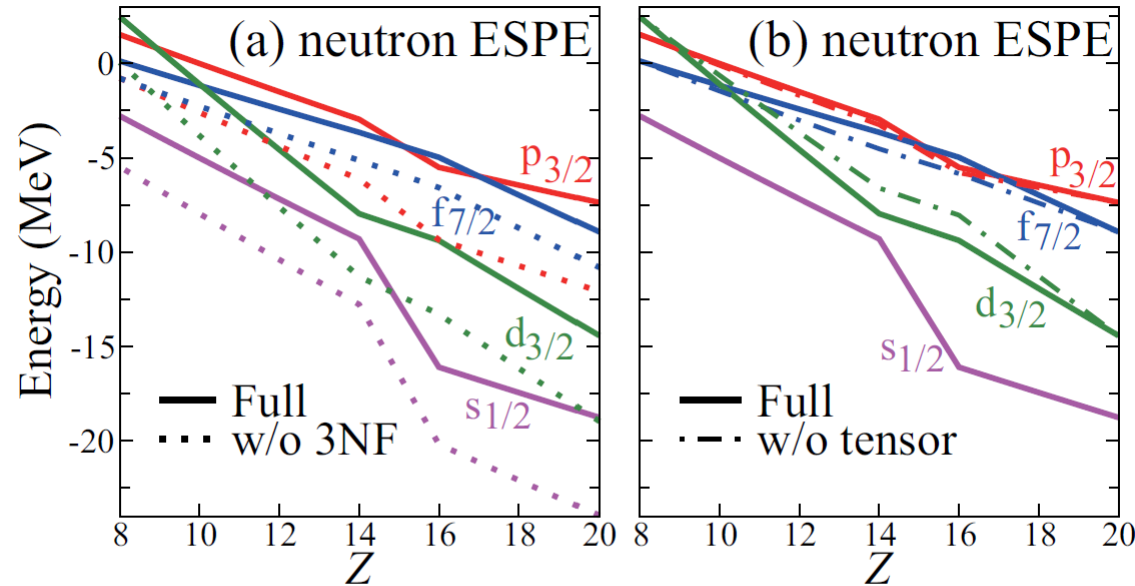 (a) neutron ESPE
(b) neutron ESPE
Energy (MeV)
0
-5
-10
-15
-20
p3/2
f7/2
d3/2
s1/2
Full
w/o 3NF
8 10 12 14 16 18 20
Z
p3/2
f7/2
d3/2
s1/2
Full
w/o tensor
8 10 12 14 16 18 20
Z